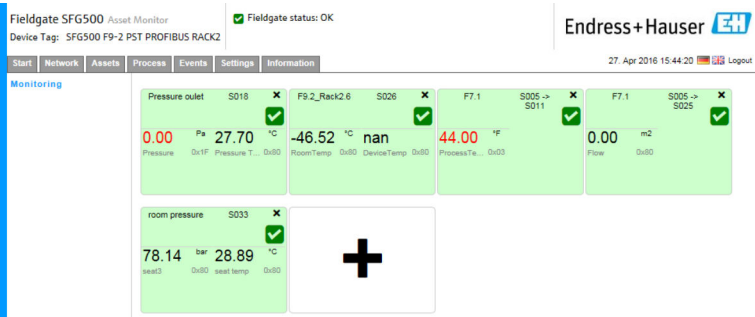 Fieldgate SFG500 Asset Monitor
Device Tag: SFG500 F9-2 PST PROFIBUS RACK2
Fieldgate status: OK
Endress+Hauser EH
Start Network Assets Process Events Settings Information
27. Apr 2016 15:44:20 Logout
Monitoring
Pressure oulet S018
0.00 Pa 27.70 °C
Pressure 0x1F Pressure T... 0x80
F9.2_Rack2.6 S026
-46.52 °C nan
RoomTemp 0x80 DeviceTemp 0x80
F7.1 S005 ->
S011
44.00 °F
ProcessTe... 0x03
F7.1 S005 ->
S025
0.00 m2
Flow 0x80
room pressure S033
78.14 bar 28.89 °C
seat3 0x80 seat temp 0x80